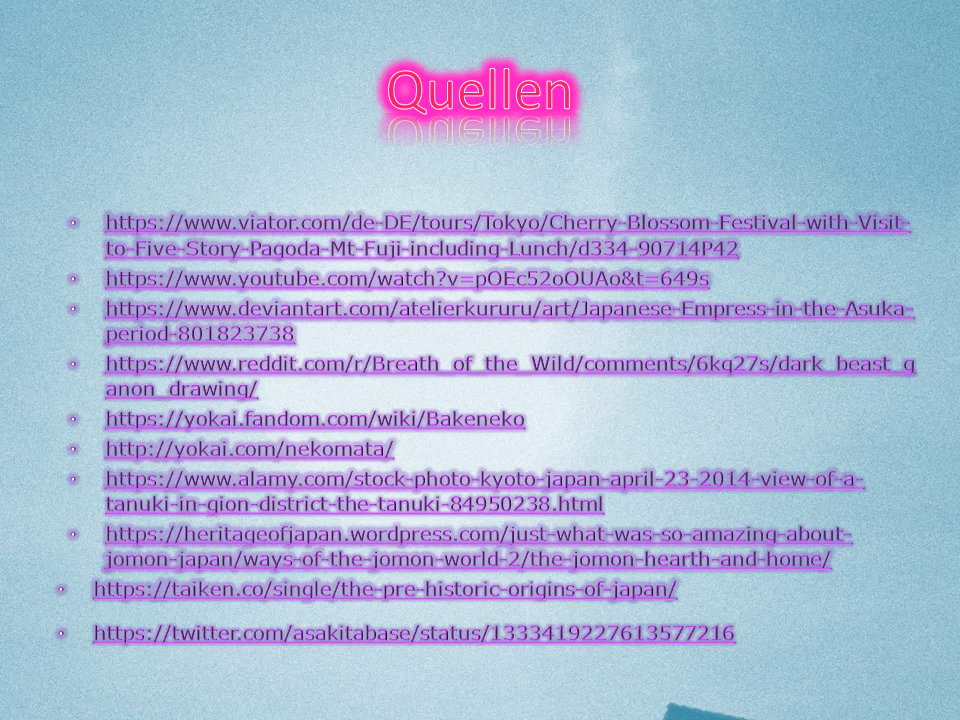 Quellen
https://www.viator.com/de-DE/tours/Tokyo/Cherry-Blossom-Festival-with-Visit-
to-Five-Story-Pagoda-Mt-Fuji-including-Lunch/d334-90714P42
https://www.youtube.com/watch?v=pOEc52oOUAo&t=649s
https://www.deviantart.com/atelierkururu/art/Japanese-Empress-in-the-Asuka-
period-801823738
https://www.reddit.com/r/Breath_of_the_Wild/comments/6kq27s/dark_beast_g
anon_drawing/
https://yokai.fandom.com/wiki/Bakeneko
http://yokai.com/nekomata/
https://www.alamy.com/stock-photo-kyoto-japan-april-23-2014-view-of-a-
tanuki-in-gion-district-the-tanuki-84950238.html
https://heritageofjapan.wordpress.com/just-what-was-so-amazing-about-
jomon-japan/ways-of-the-jomon-world-2/the-jomon-hearth-and-home/
https://taiken.co/single/the-pre-historic-origins-of-japan/
https://twitter.com/asakitabase/status/1333419227613577216